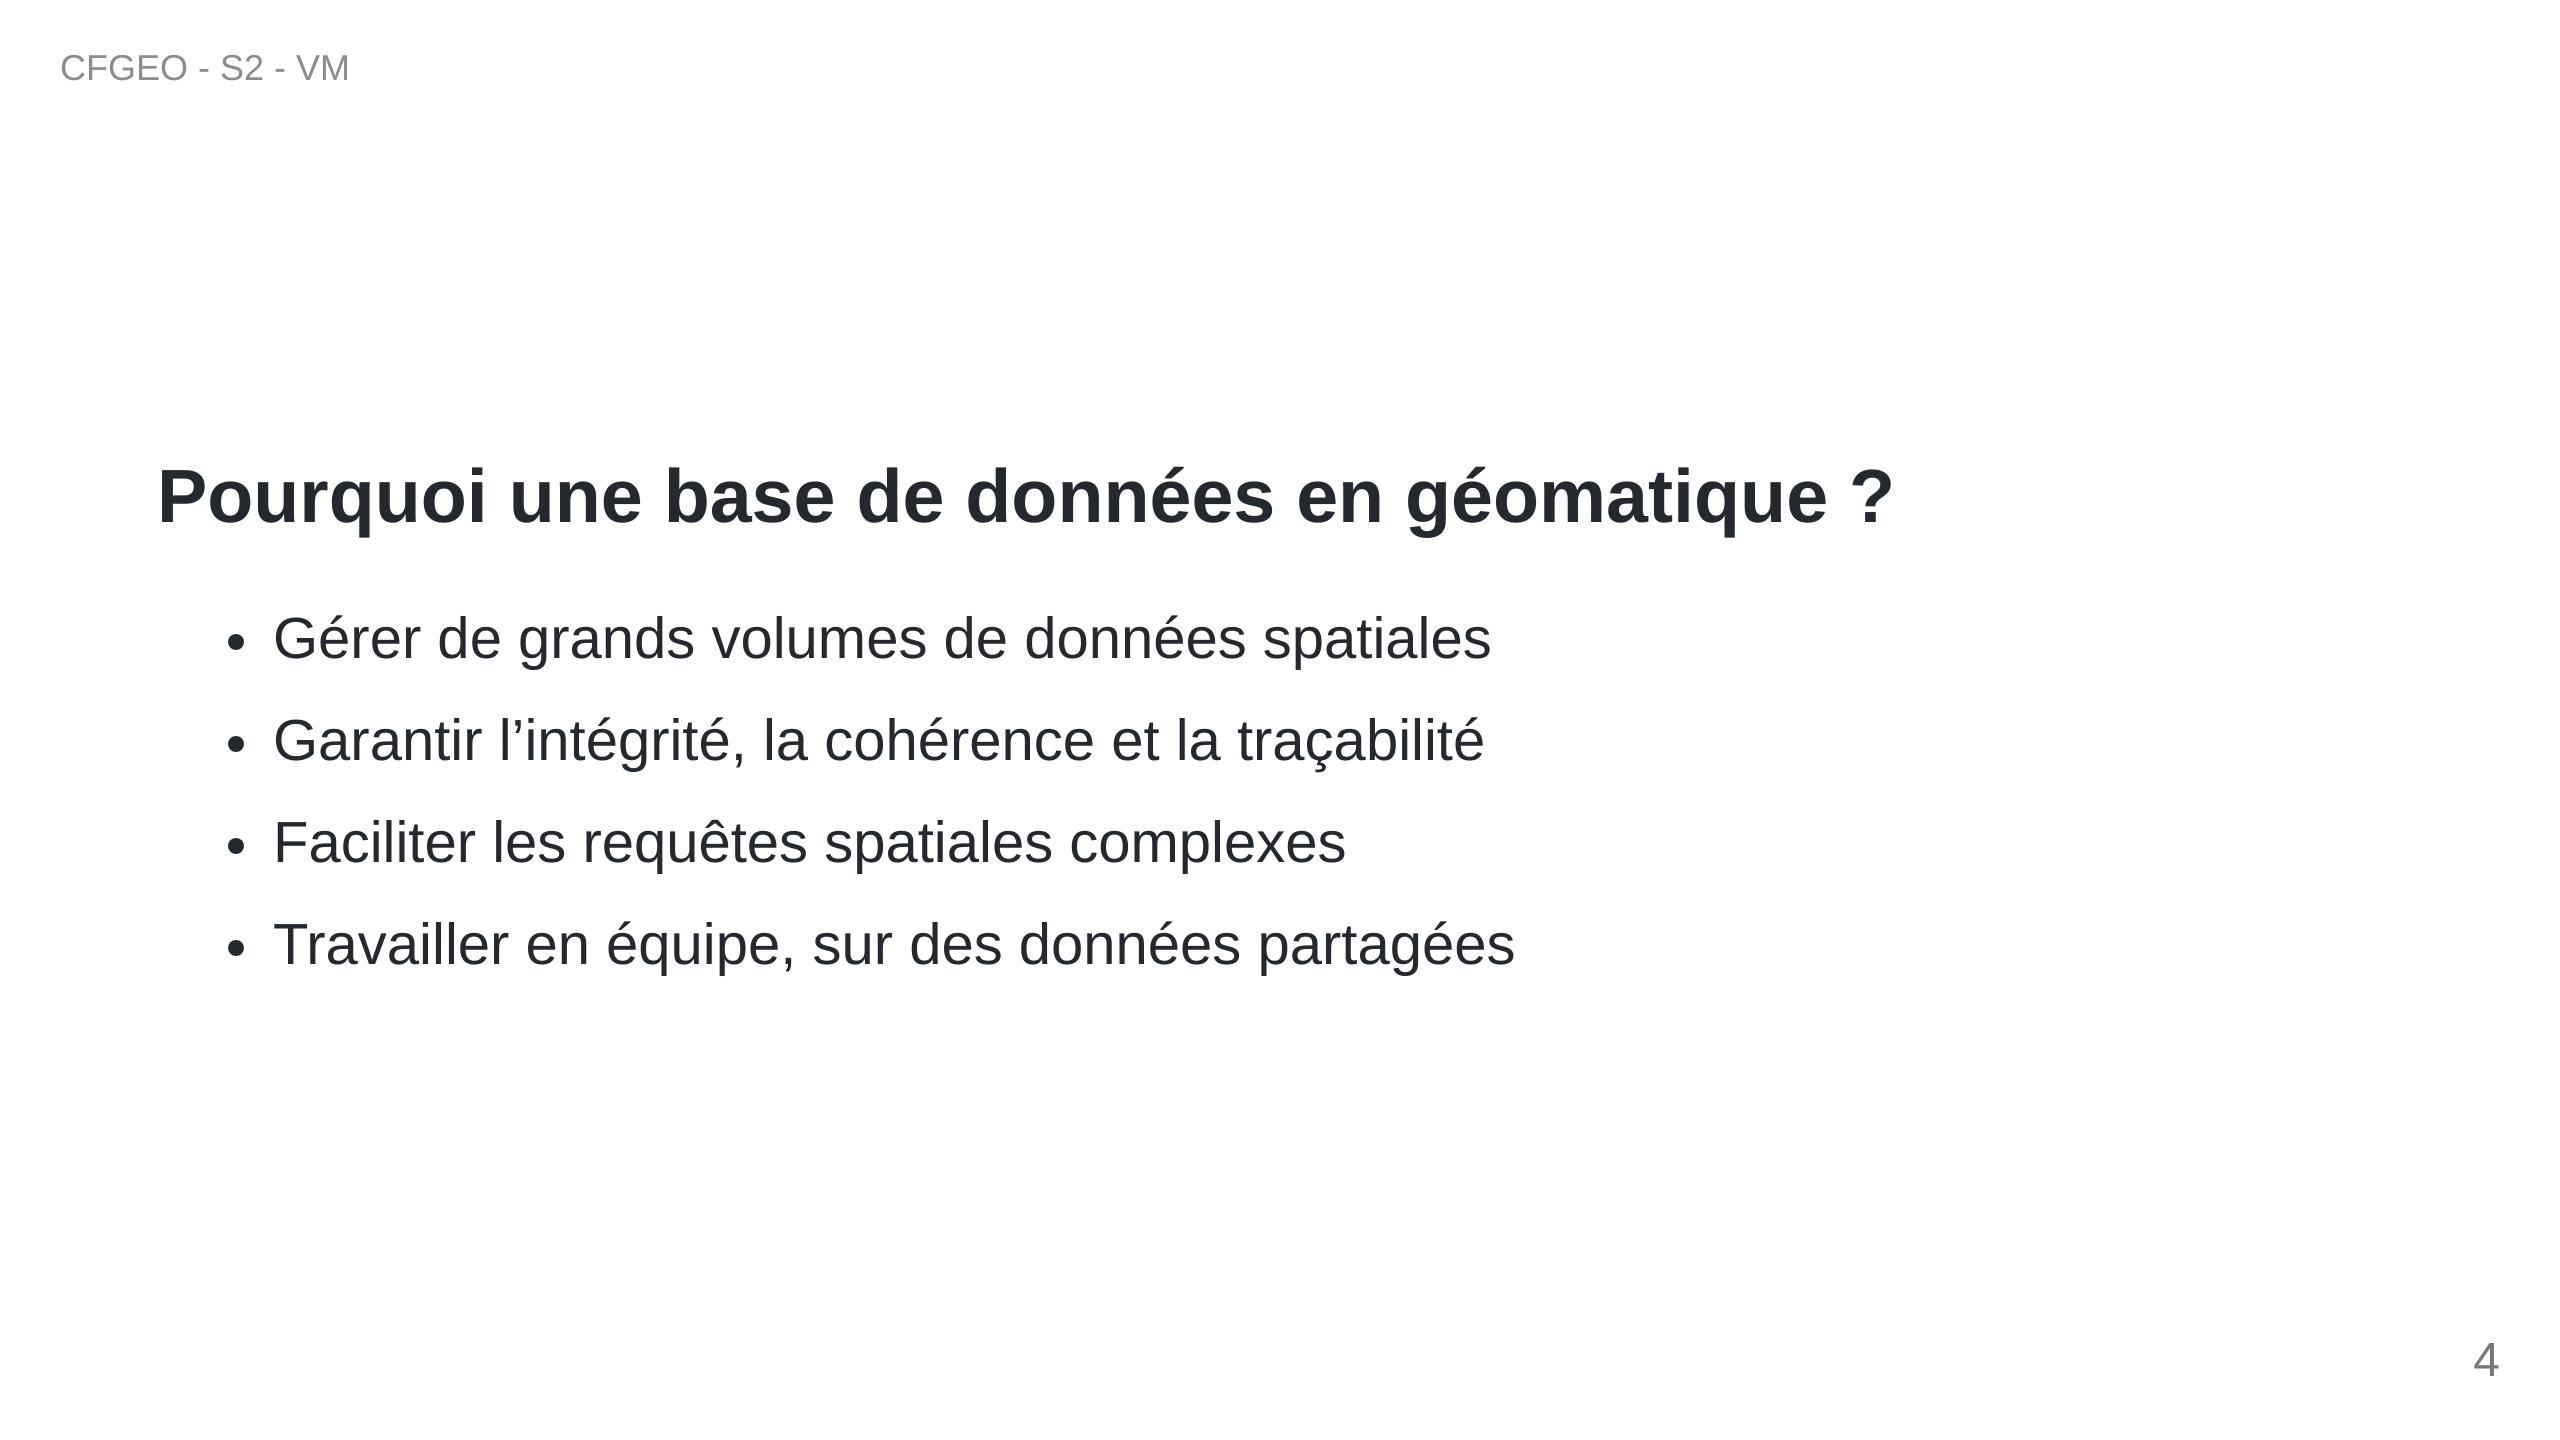 CFGEO - S2 - VM
Pourquoi une base de données en géomatique ?
• Gérer de grands volumes de données spatiales
• Garantir l’intégrité, la cohérence et la traçabilité
• Faciliter les requêtes spatiales complexes
• Travailler en équipe, sur des données partagées
4